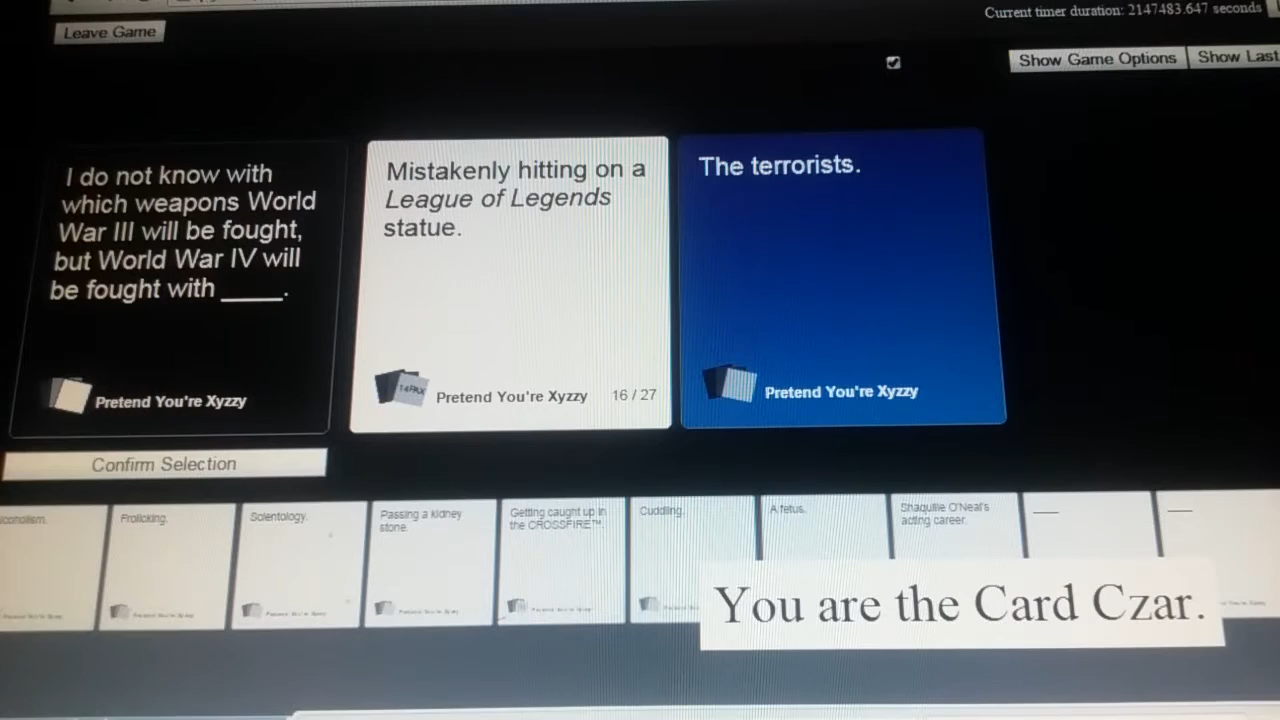 Leave Game
Current timer duration: 2147483.647 seconds
Show Game Options
Show Last
I do not know with
which weapons World
War III will be fought,
but World War IV will
be fought with ____.
Pretend You're Xyzzy
Mistakenly hitting on a
League of Legends
statue.
Pretend You're Xyzzy 16 / 27
The terrorists.
Pretend You're Xyzzy
Confirm Selection
Frolicking.
Scientology.
Passing a kidney
stone.
Getting caught up in
the CROSSFIRE™.
Cuddling.
A fetus.
Shaquille O'Neal's
acting career.
____
____
You are the Card Czar.